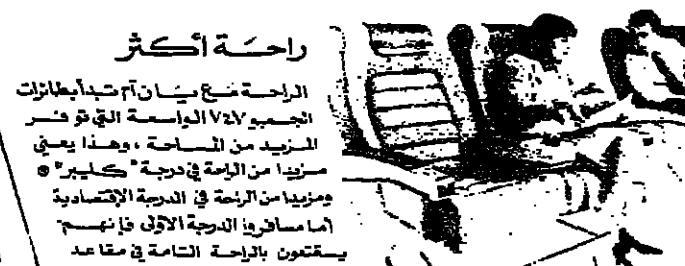 راحة أكثر
الراحة مع بان آم تبدأ بطائرات
الجمبو ٧٤٧ الواسعة التي توفر
المزيد من المساحة ، وهذا يعني
مزيدا من الراحة في درجة "كليبر" ®
ومزيدا من الراحة في الدرجة الإقتصادية
أما مسافروا الدرجة الأولى فإنهم
يستمتعون بالراحة التامة في مقاعد